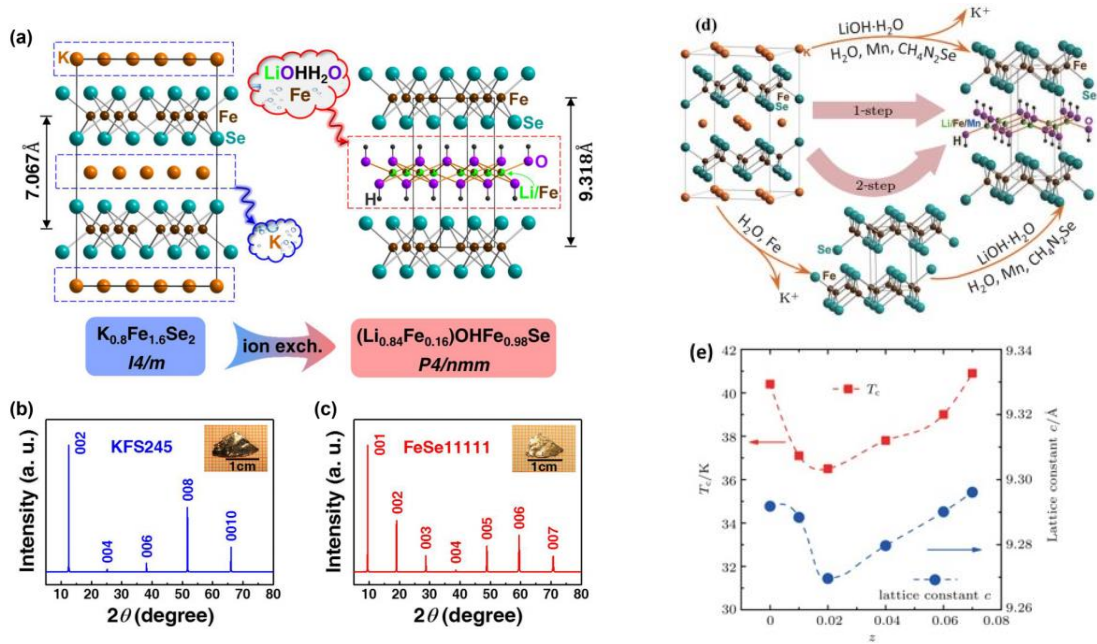 (a)
K
Fe
Se
7.067Å
K
LiOHH₂O
Fe
Fe
Se
O
H
Li/Fe
9.318Å
K₀.₈Fe₁.₆Se₂
I4/m
ion exch.
(Li₀.₈₄Fe₀.₁₆)OHFe₀.₉₈Se
P4/nmm
(b)
Intensity (a. u.)
002
004
006
008
0010
KFS245
1cm
10 20 30 40 50 60 70 80
2θ (degree)
(c)
Intensity (a. u.)
001
002
003
004
005
006
007
FeSe11111
1cm
10 20 30 40 50 60 70 80
2θ (degree)
(d)
K⁺
LiOH·H₂O
H₂O, Mn, CH₄N₂Se
K
Fe
Se
1-step
2-step
Fe
Se
Li/Fe/Mn
O
H
H₂O, Fe
K⁺
Se
Fe
LiOH·H₂O
H₂O, Mn, CH₄N₂Se
(e)
42
40
38
36
34
32
30
T_c/K
T_c
9.34
9.32
9.30
9.28
9.26
Lattice constant c/Å
lattice constant c
0 0.02 0.04 0.06 0.08
z